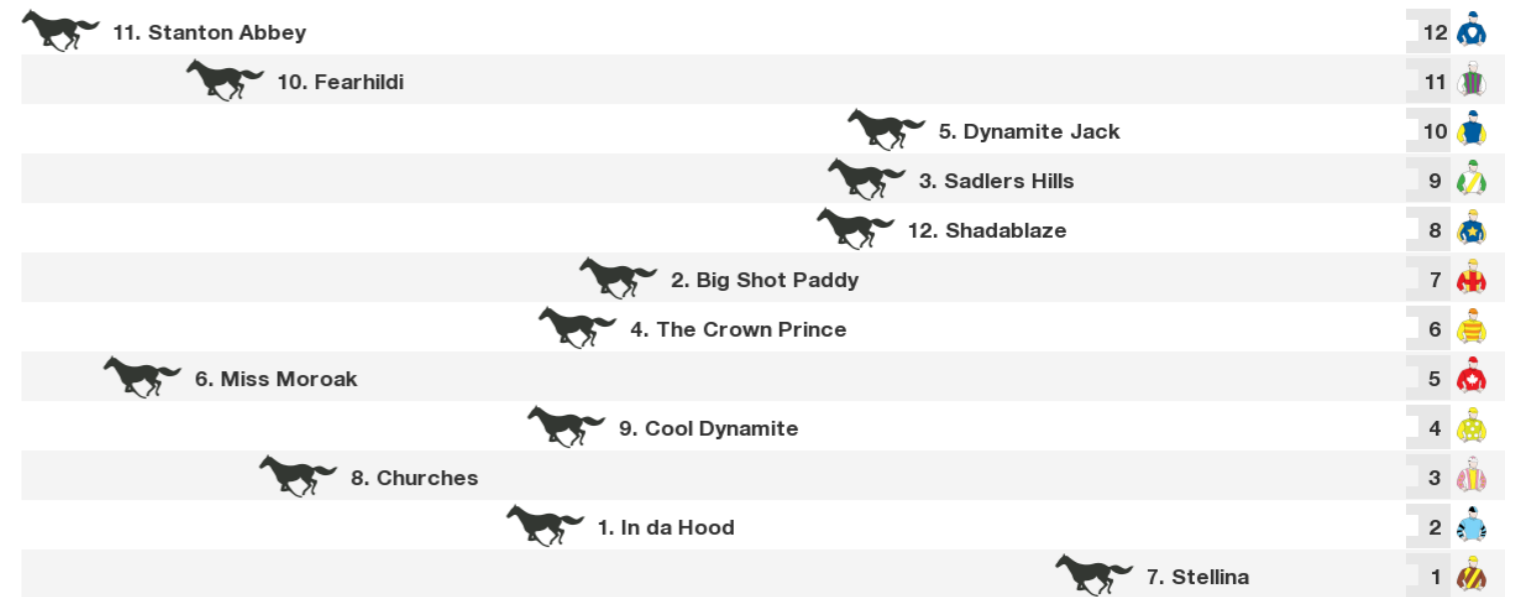 11. Stanton Abbey 12
10. Fearhildi 11
5. Dynamite Jack 10
3. Sadlers Hills 9
12. Shadablaze 8
2. Big Shot Paddy 7
4. The Crown Prince 6
6. Miss Moroak 5
9. Cool Dynamite 4
8. Churches 3
1. In da Hood 2
7. Stellina 1